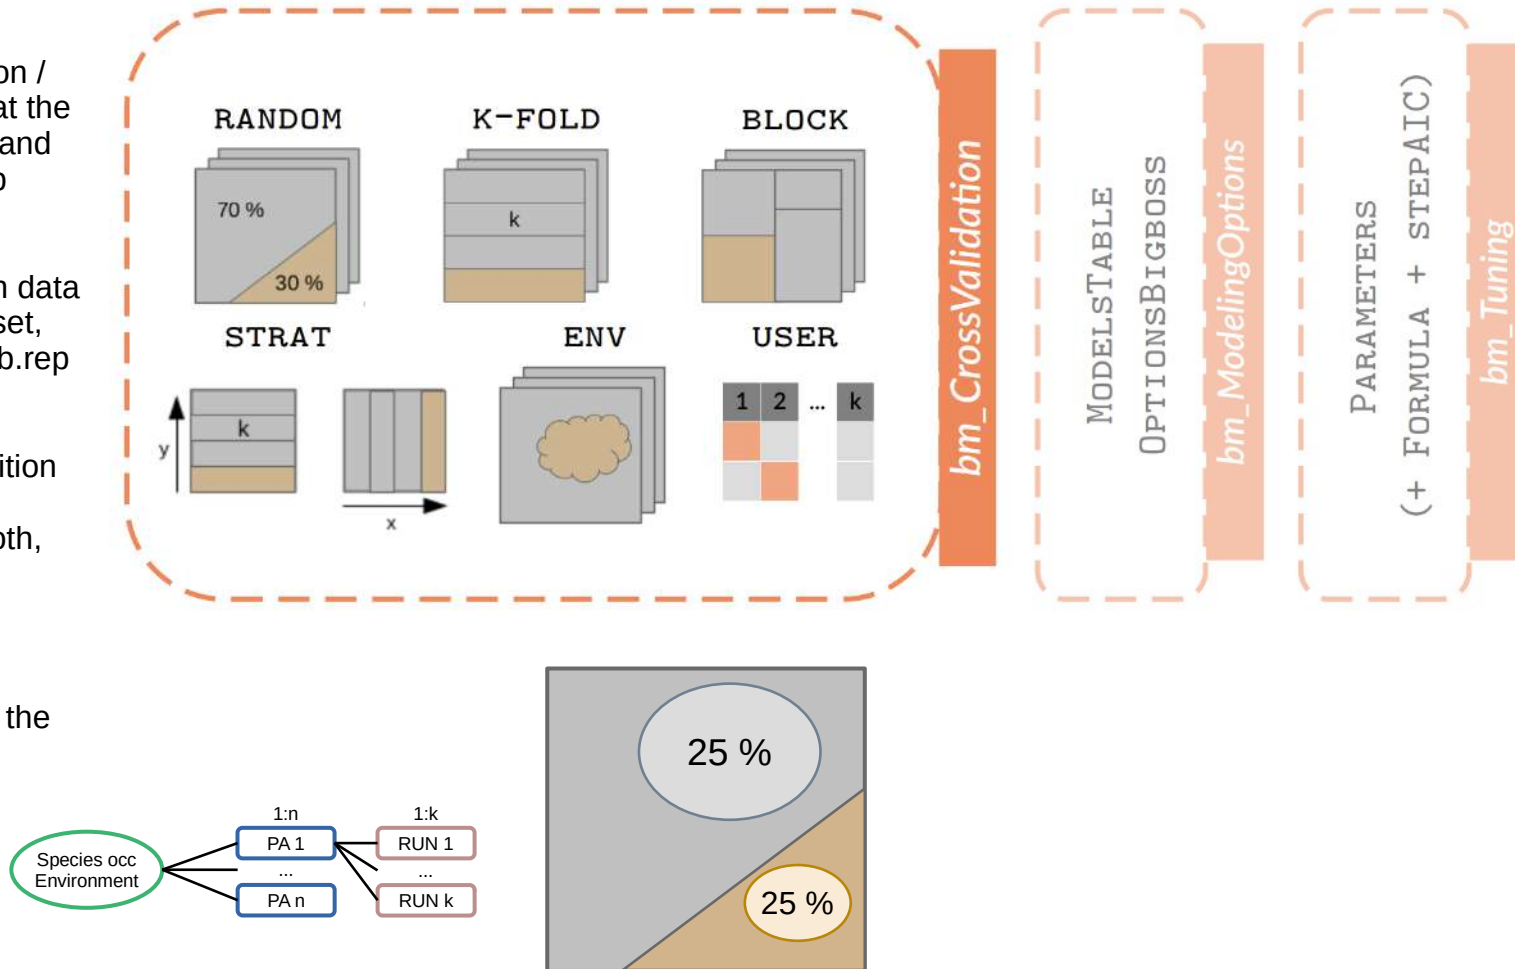 on /
at the
and
o
n data
set,
b.rep
ition
oth,
the
RANDOM
K-FOLD
BLOCK
70 %
30 %
k
STRAT
ENV
USER
y
k
x
1 2 ... k
bm_CrossValidation
MODELSTABLE
OPTIONSBIGBOSS
bm_ModelingOptions
PARAMETERS
(+ FORMULA + STEPAIC)
bm_Tuning
Species occ
Environment
1:n
PA 1
...
PA n
1:k
RUN 1
...
RUN k
25 %
25 %